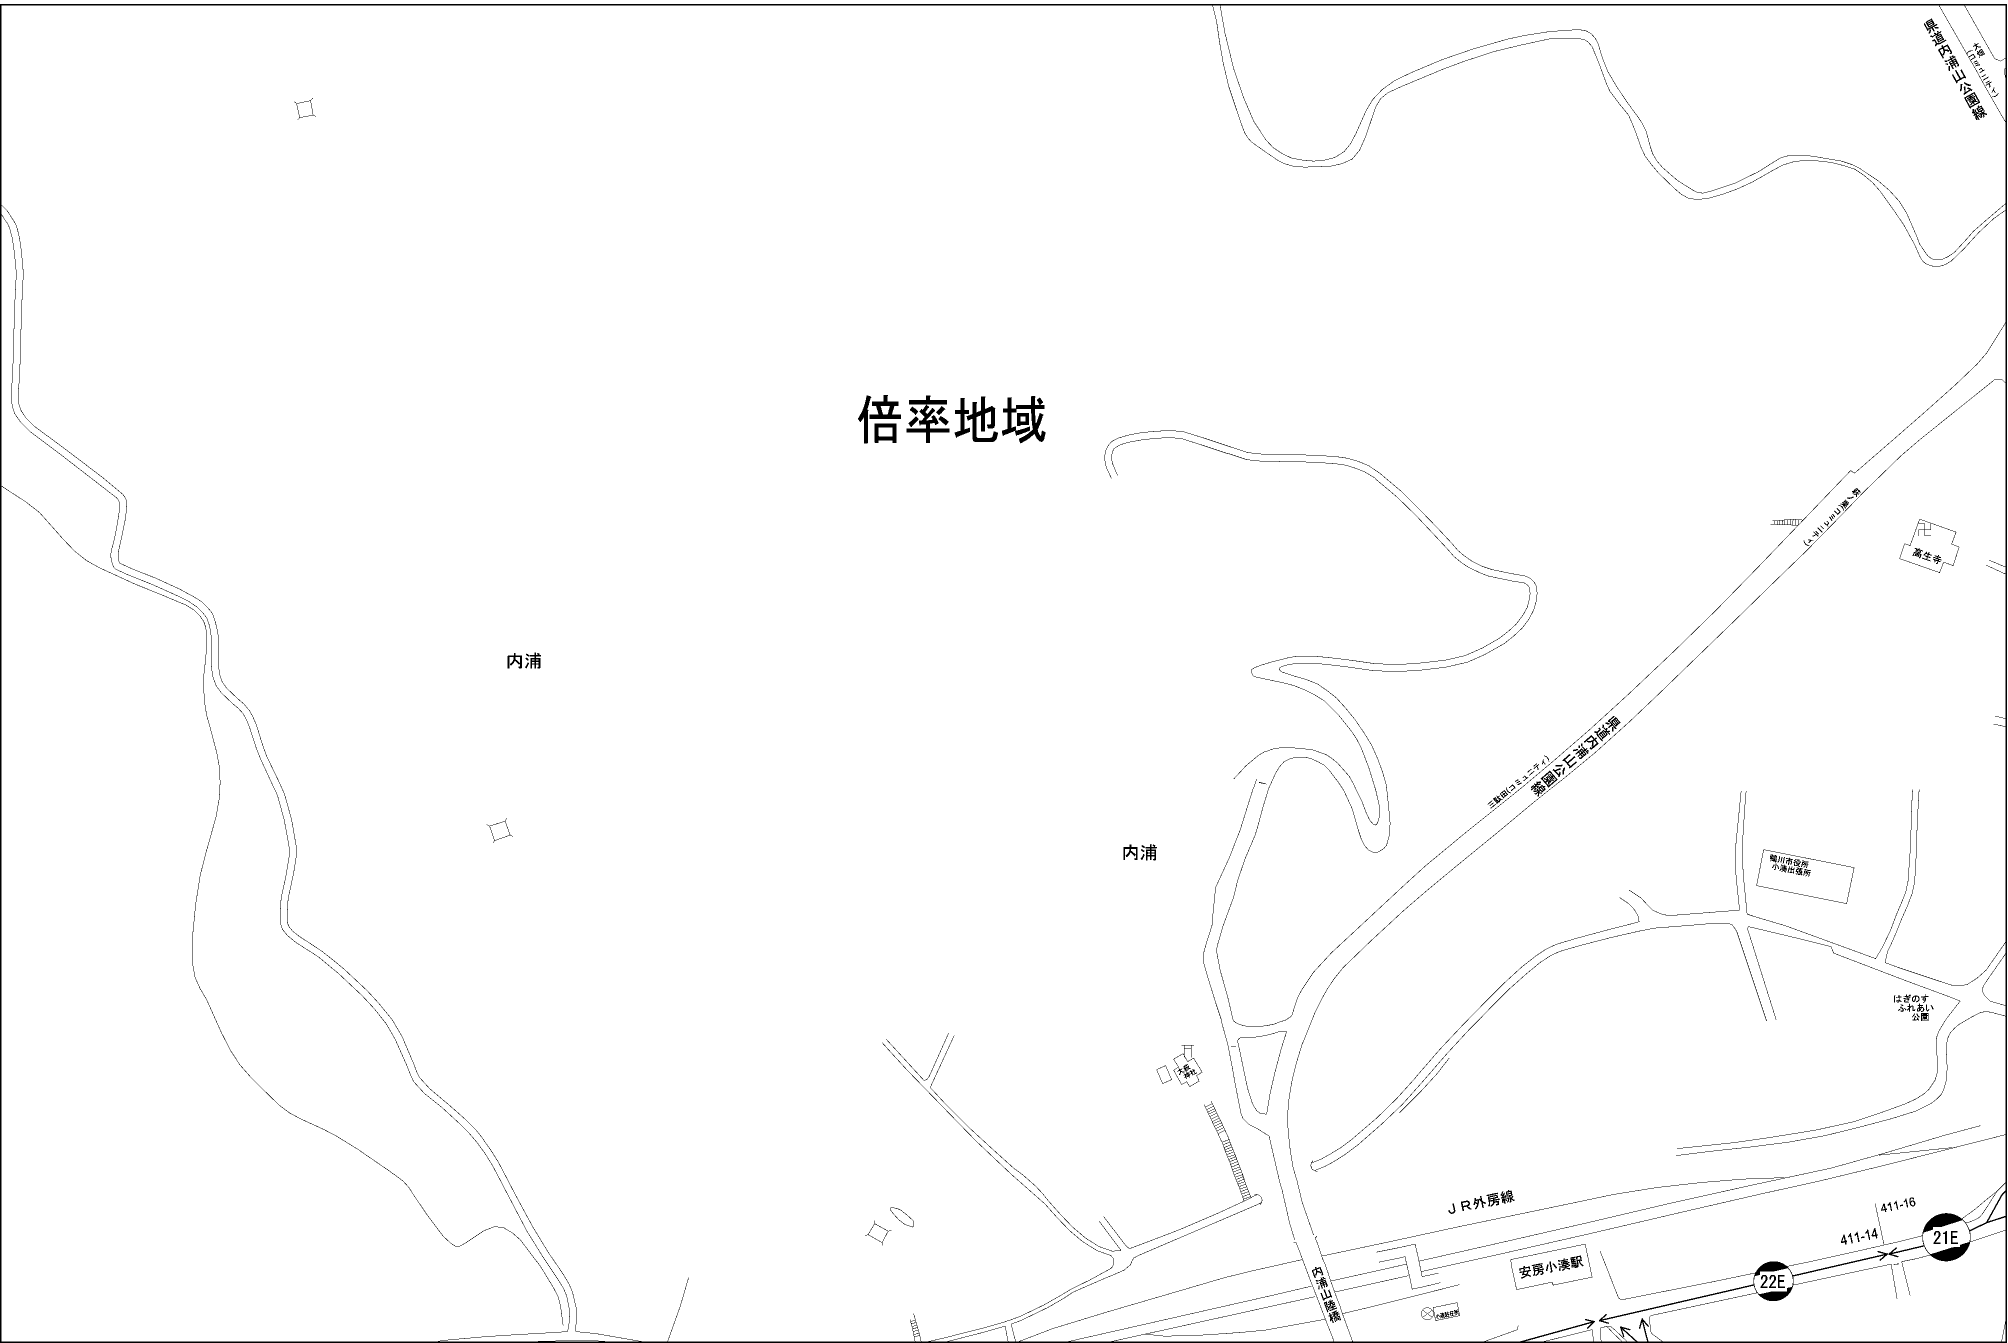 県道内浦山公園線
倍率地域
高生寺
内浦
県道内浦山公園線
三駄田(コミュニティ)
内浦
鴨川市役所
小湊出張所
はぎのす
ふれあい
公園
ＪＲ外房線
411-16
411-14
21E
安房小湊駅
22E
内浦山陸橋